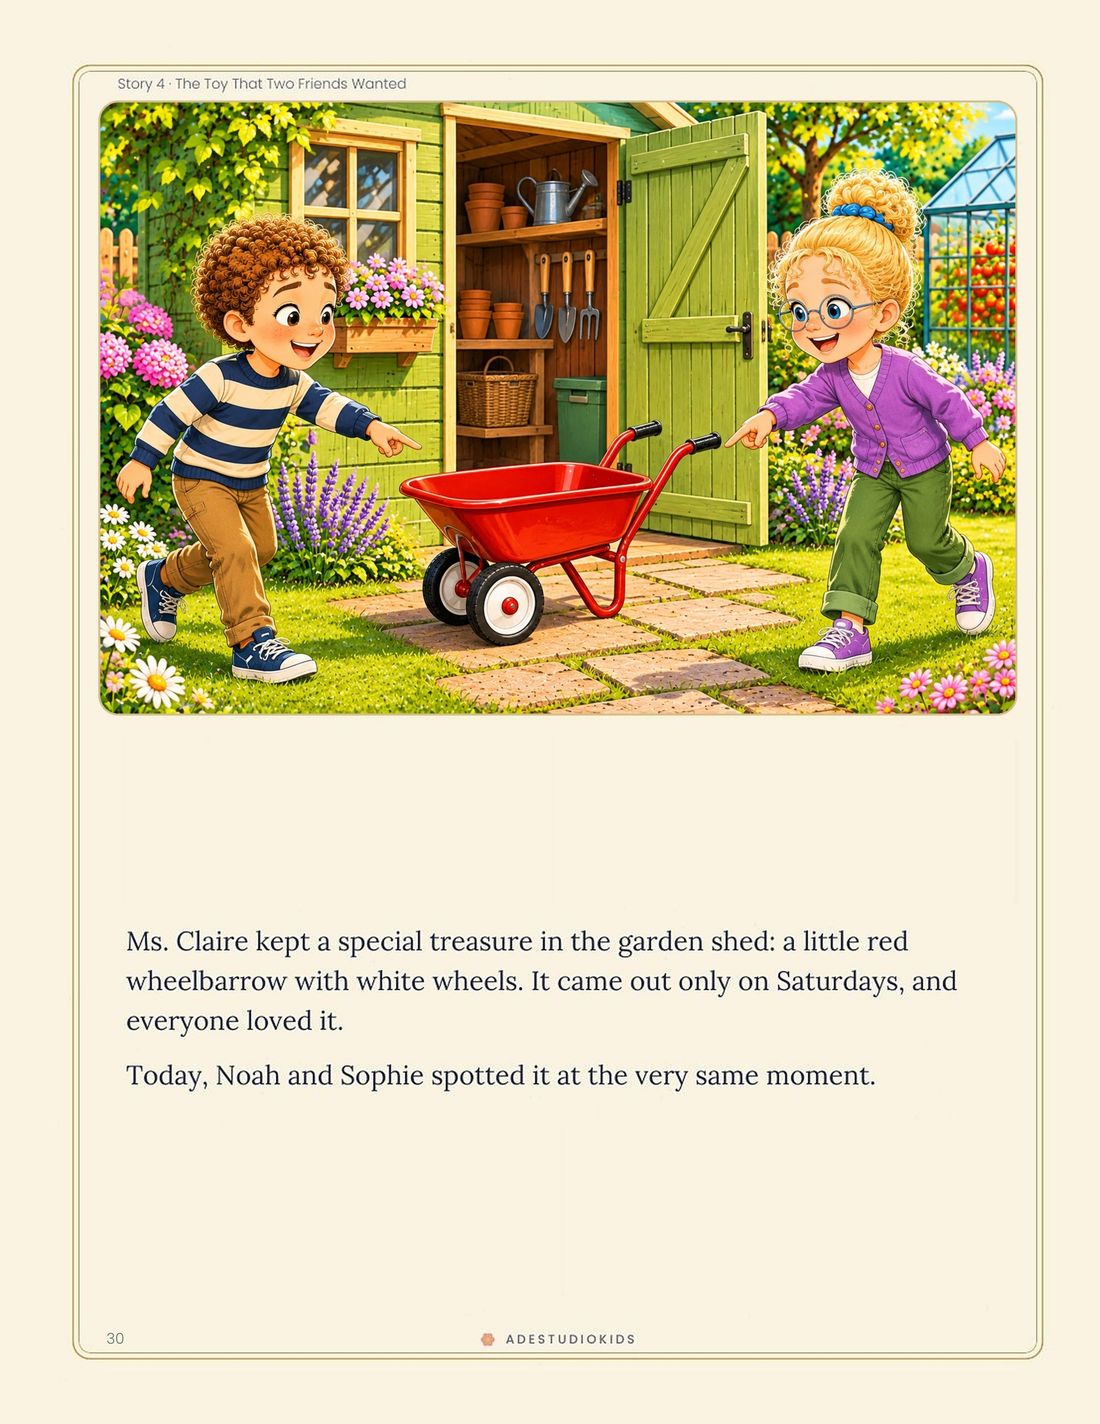 Story 4 · The Toy That Two Friends Wanted
Ms. Claire kept a special treasure in the garden shed: a little red
wheelbarrow with white wheels. It came out only on Saturdays, and
everyone loved it.
Today, Noah and Sophie spotted it at the very same moment.
30
ADESTUDIOKIDS